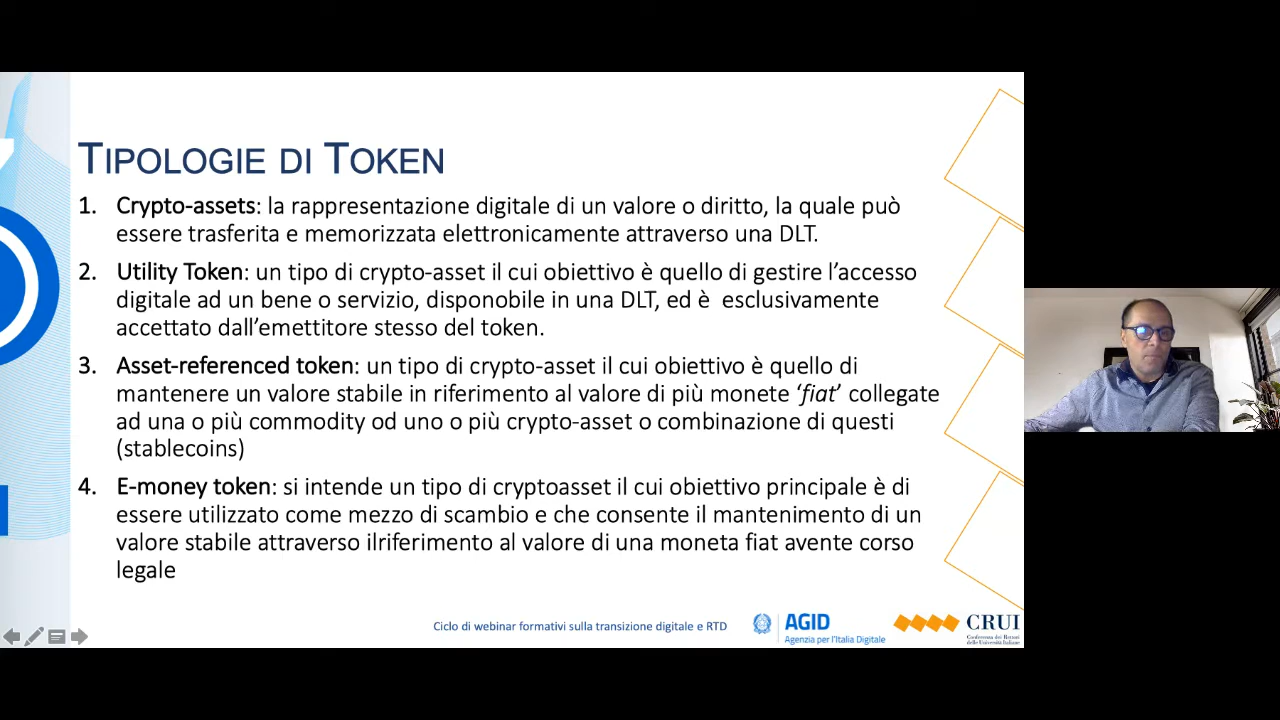 TIPOLOGIE DI TOKEN
1. Crypto-assets: la rappresentazione digitale di un valore o diritto, la quale può
essere trasferita e memorizzata elettronicamente attraverso una DLT.
2. Utility Token: un tipo di crypto-asset il cui obiettivo è quello di gestire l’accesso
digitale ad un bene o servizio, disponobile in una DLT, ed è esclusivamente
accettato dall’emettitore stesso del token.
3. Asset-referenced token: un tipo di crypto-asset il cui obiettivo è quello di
mantenere un valore stabile in riferimento al valore di più monete ‘fiat’ collegate
ad una o più commodity od uno o più crypto-asset o combinazione di questi
(stablecoins)
4. E-money token: si intende un tipo di cryptoasset il cui obiettivo principale è di
essere utilizzato come mezzo di scambio e che consente il mantenimento di un
valore stabile attraverso ilriferimento al valore di una moneta fiat avente corso
legale
Ciclo di webinar formativi sulla transizione digitale e RTD
AGID
Agenzia per l'Italia Digitale
CRUI
Conferenza dei Rettori
delle Università Italiane